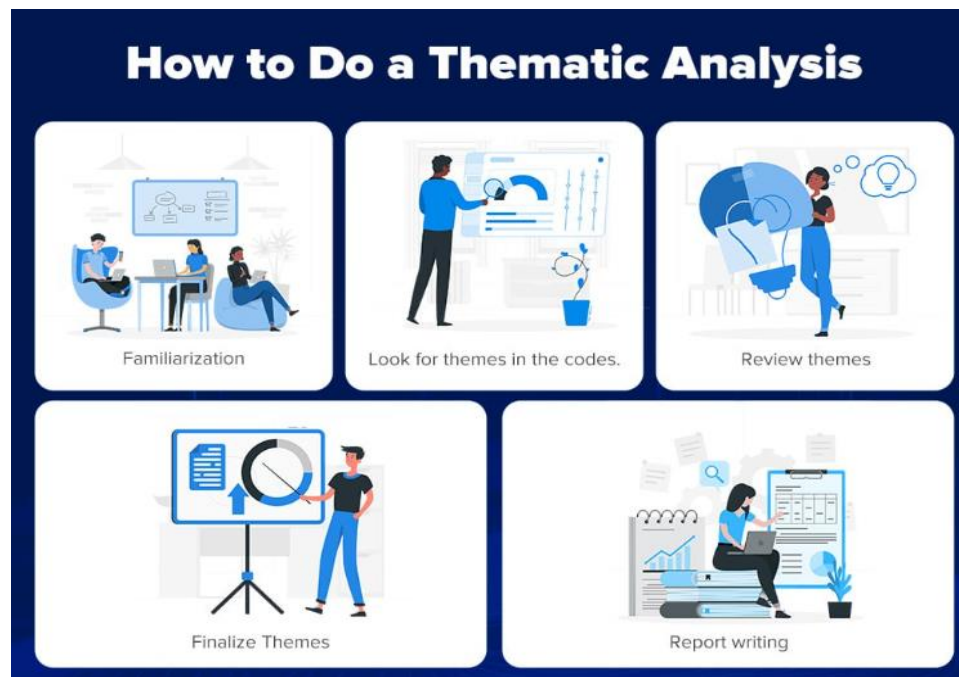 How to Do a Thematic Analysis
Familiarization
Look for themes in the codes.
Review themes
Finalize Themes
Report writing